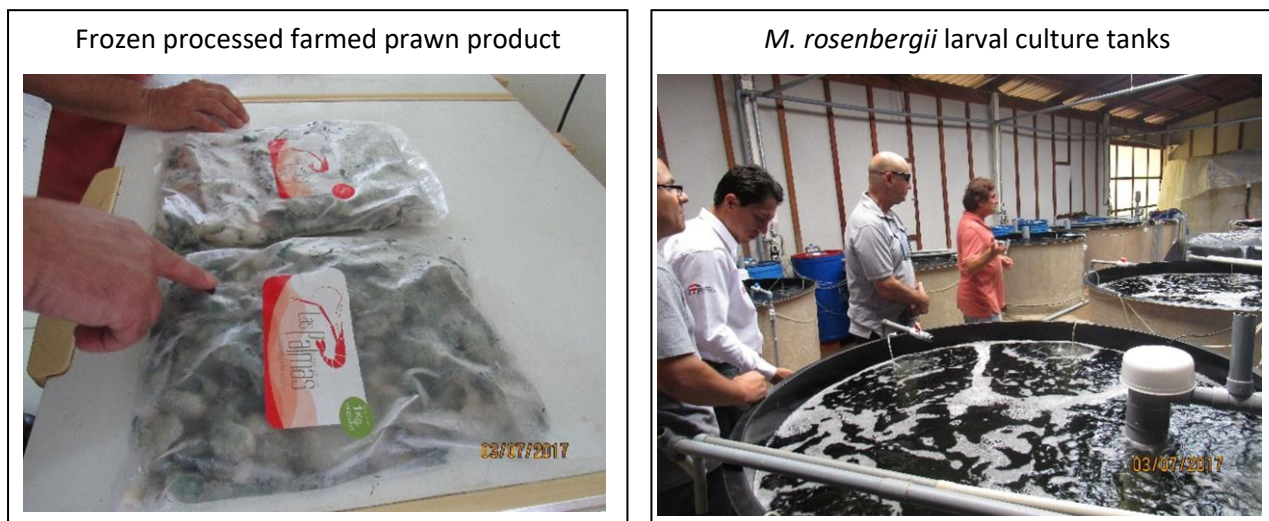 Frozen processed farmed prawn product
M. rosenbergii larval culture tanks
Las Palmas
1 KG
03/07/2017
ITP
03/07/2017